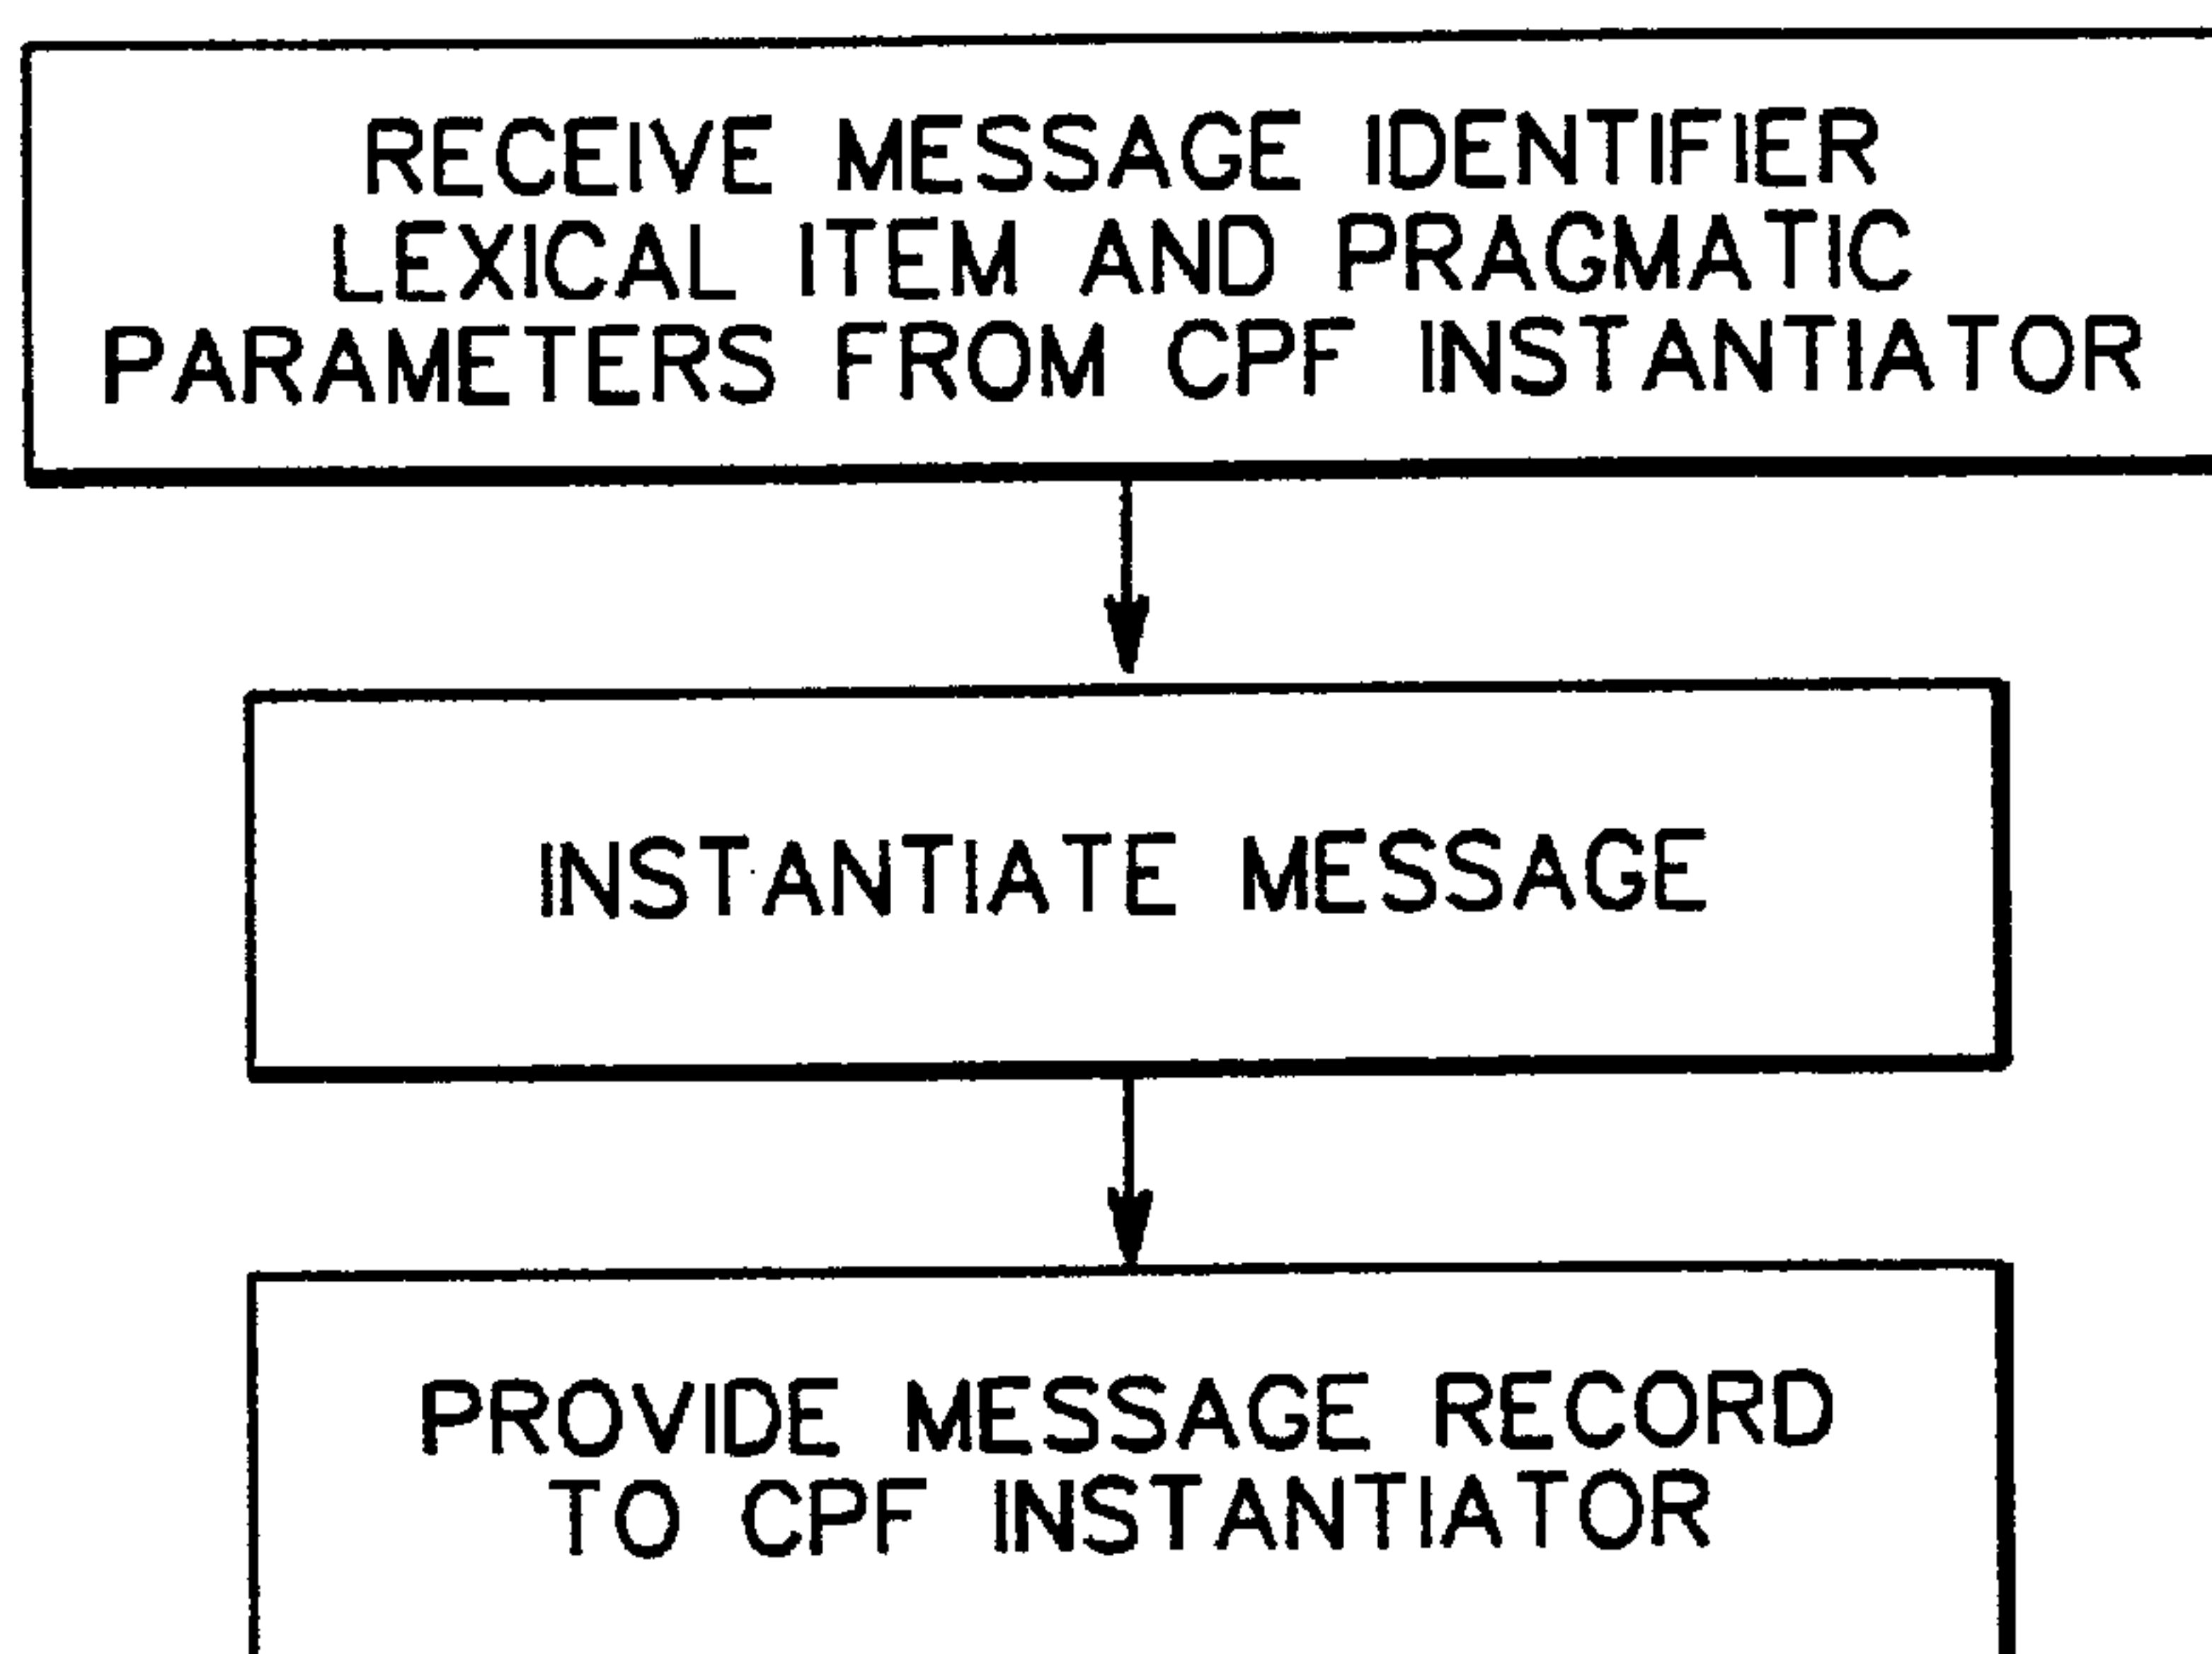 RECEIVE MESSAGE IDENTIFIER
LEXICAL ITEM AND PRAGMATIC
PARAMETERS FROM CPF INSTANTIATOR
INSTANTIATE MESSAGE
PROVIDE MESSAGE RECORD
TO CPF INSTANTIATOR